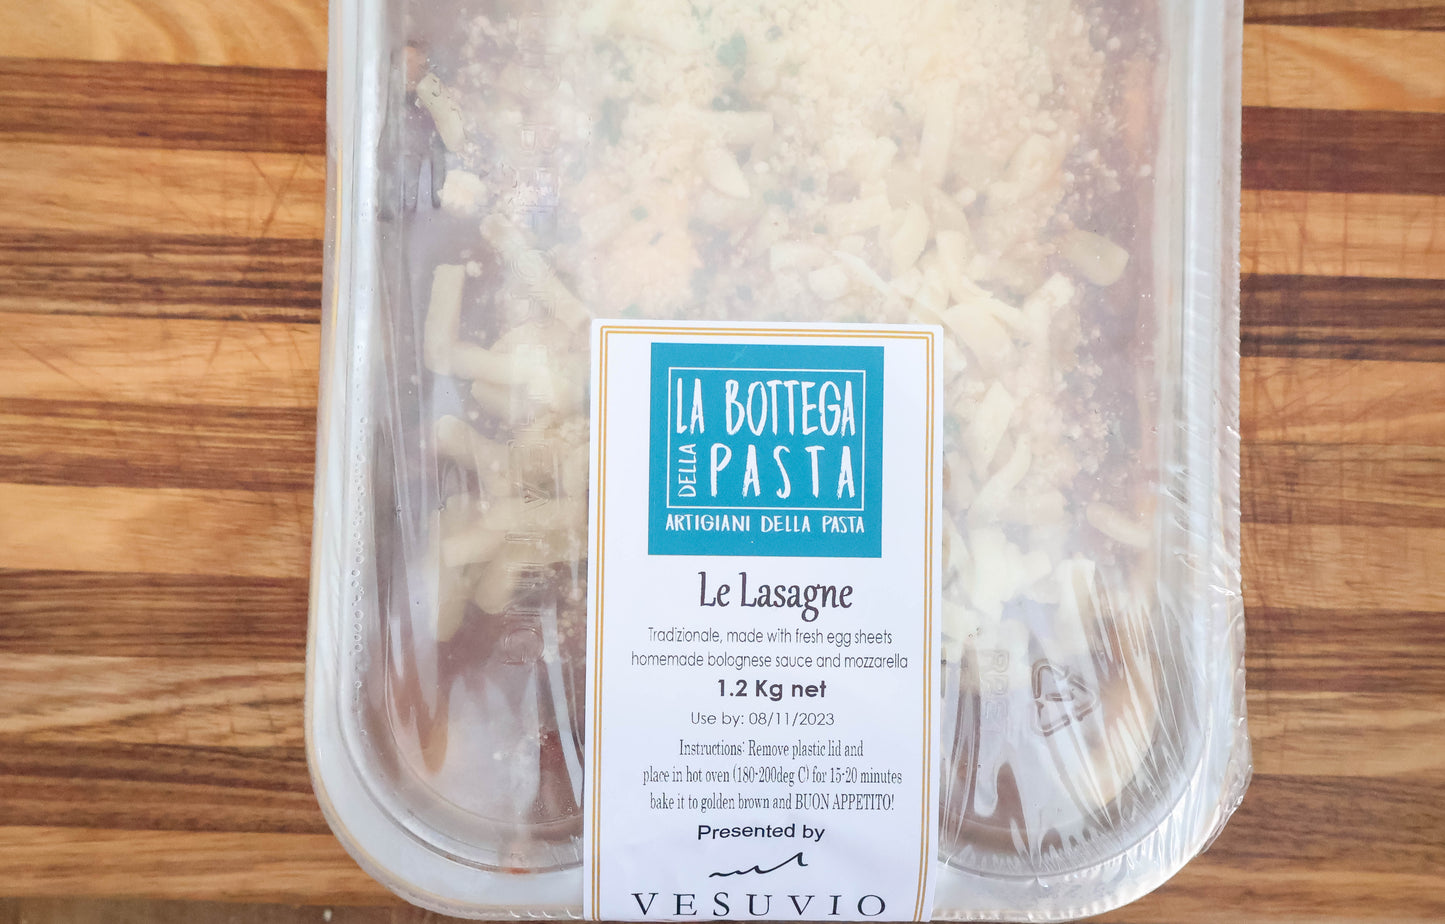 LA BOTTEGA
DELLA PASTA
ARTIGIANI DELLA PASTA
Le Lasagne
Tradizionale, made with fresh egg sheets
homemade bolognese sauce and mozzarella
1.2 Kg net
Use by: 08/11/2023
Instructions: Remove plastic lid and
place in hot oven (180-200deg C) for 15-20 minutes
bake it to golden brown and BUON APPETITO!
Presented by
VESUVIO